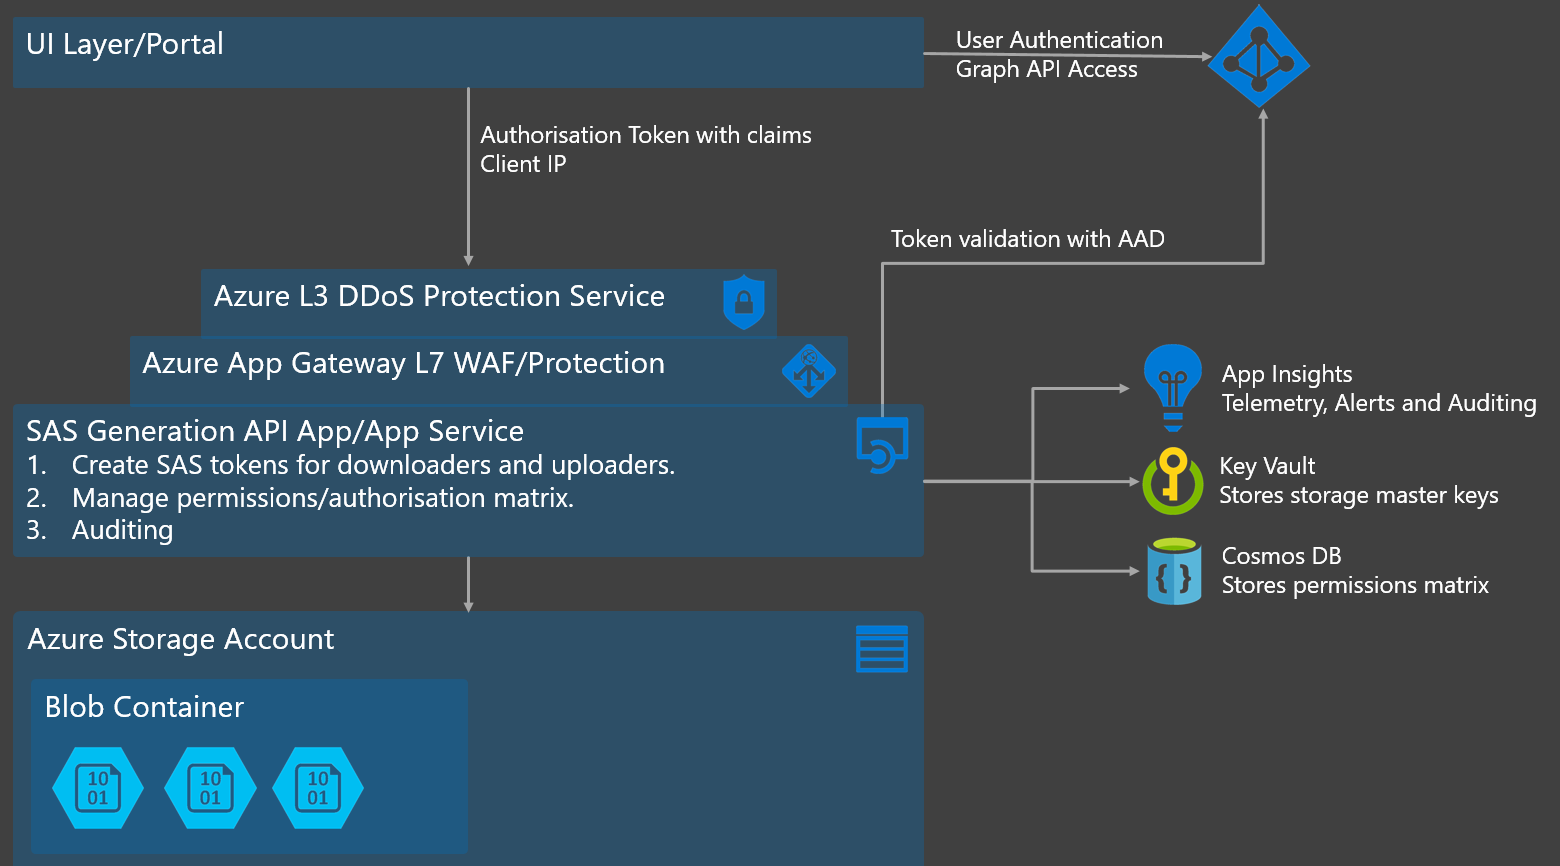 UI Layer/Portal
User Authentication
Graph API Access
Authorisation Token with claims
Client IP
Token validation with AAD
Azure L3 DDoS Protection Service
Azure App Gateway L7 WAF/Protection
SAS Generation API App/App Service
1. Create SAS tokens for downloaders and uploaders.
2. Manage permissions/authorisation matrix.
3. Auditing
App Insights
Telemetry, Alerts and Auditing
Key Vault
Stores storage master keys
{ }
Cosmos DB
Stores permissions matrix
Azure Storage Account
Blob Container
10
01
10
01
10
01